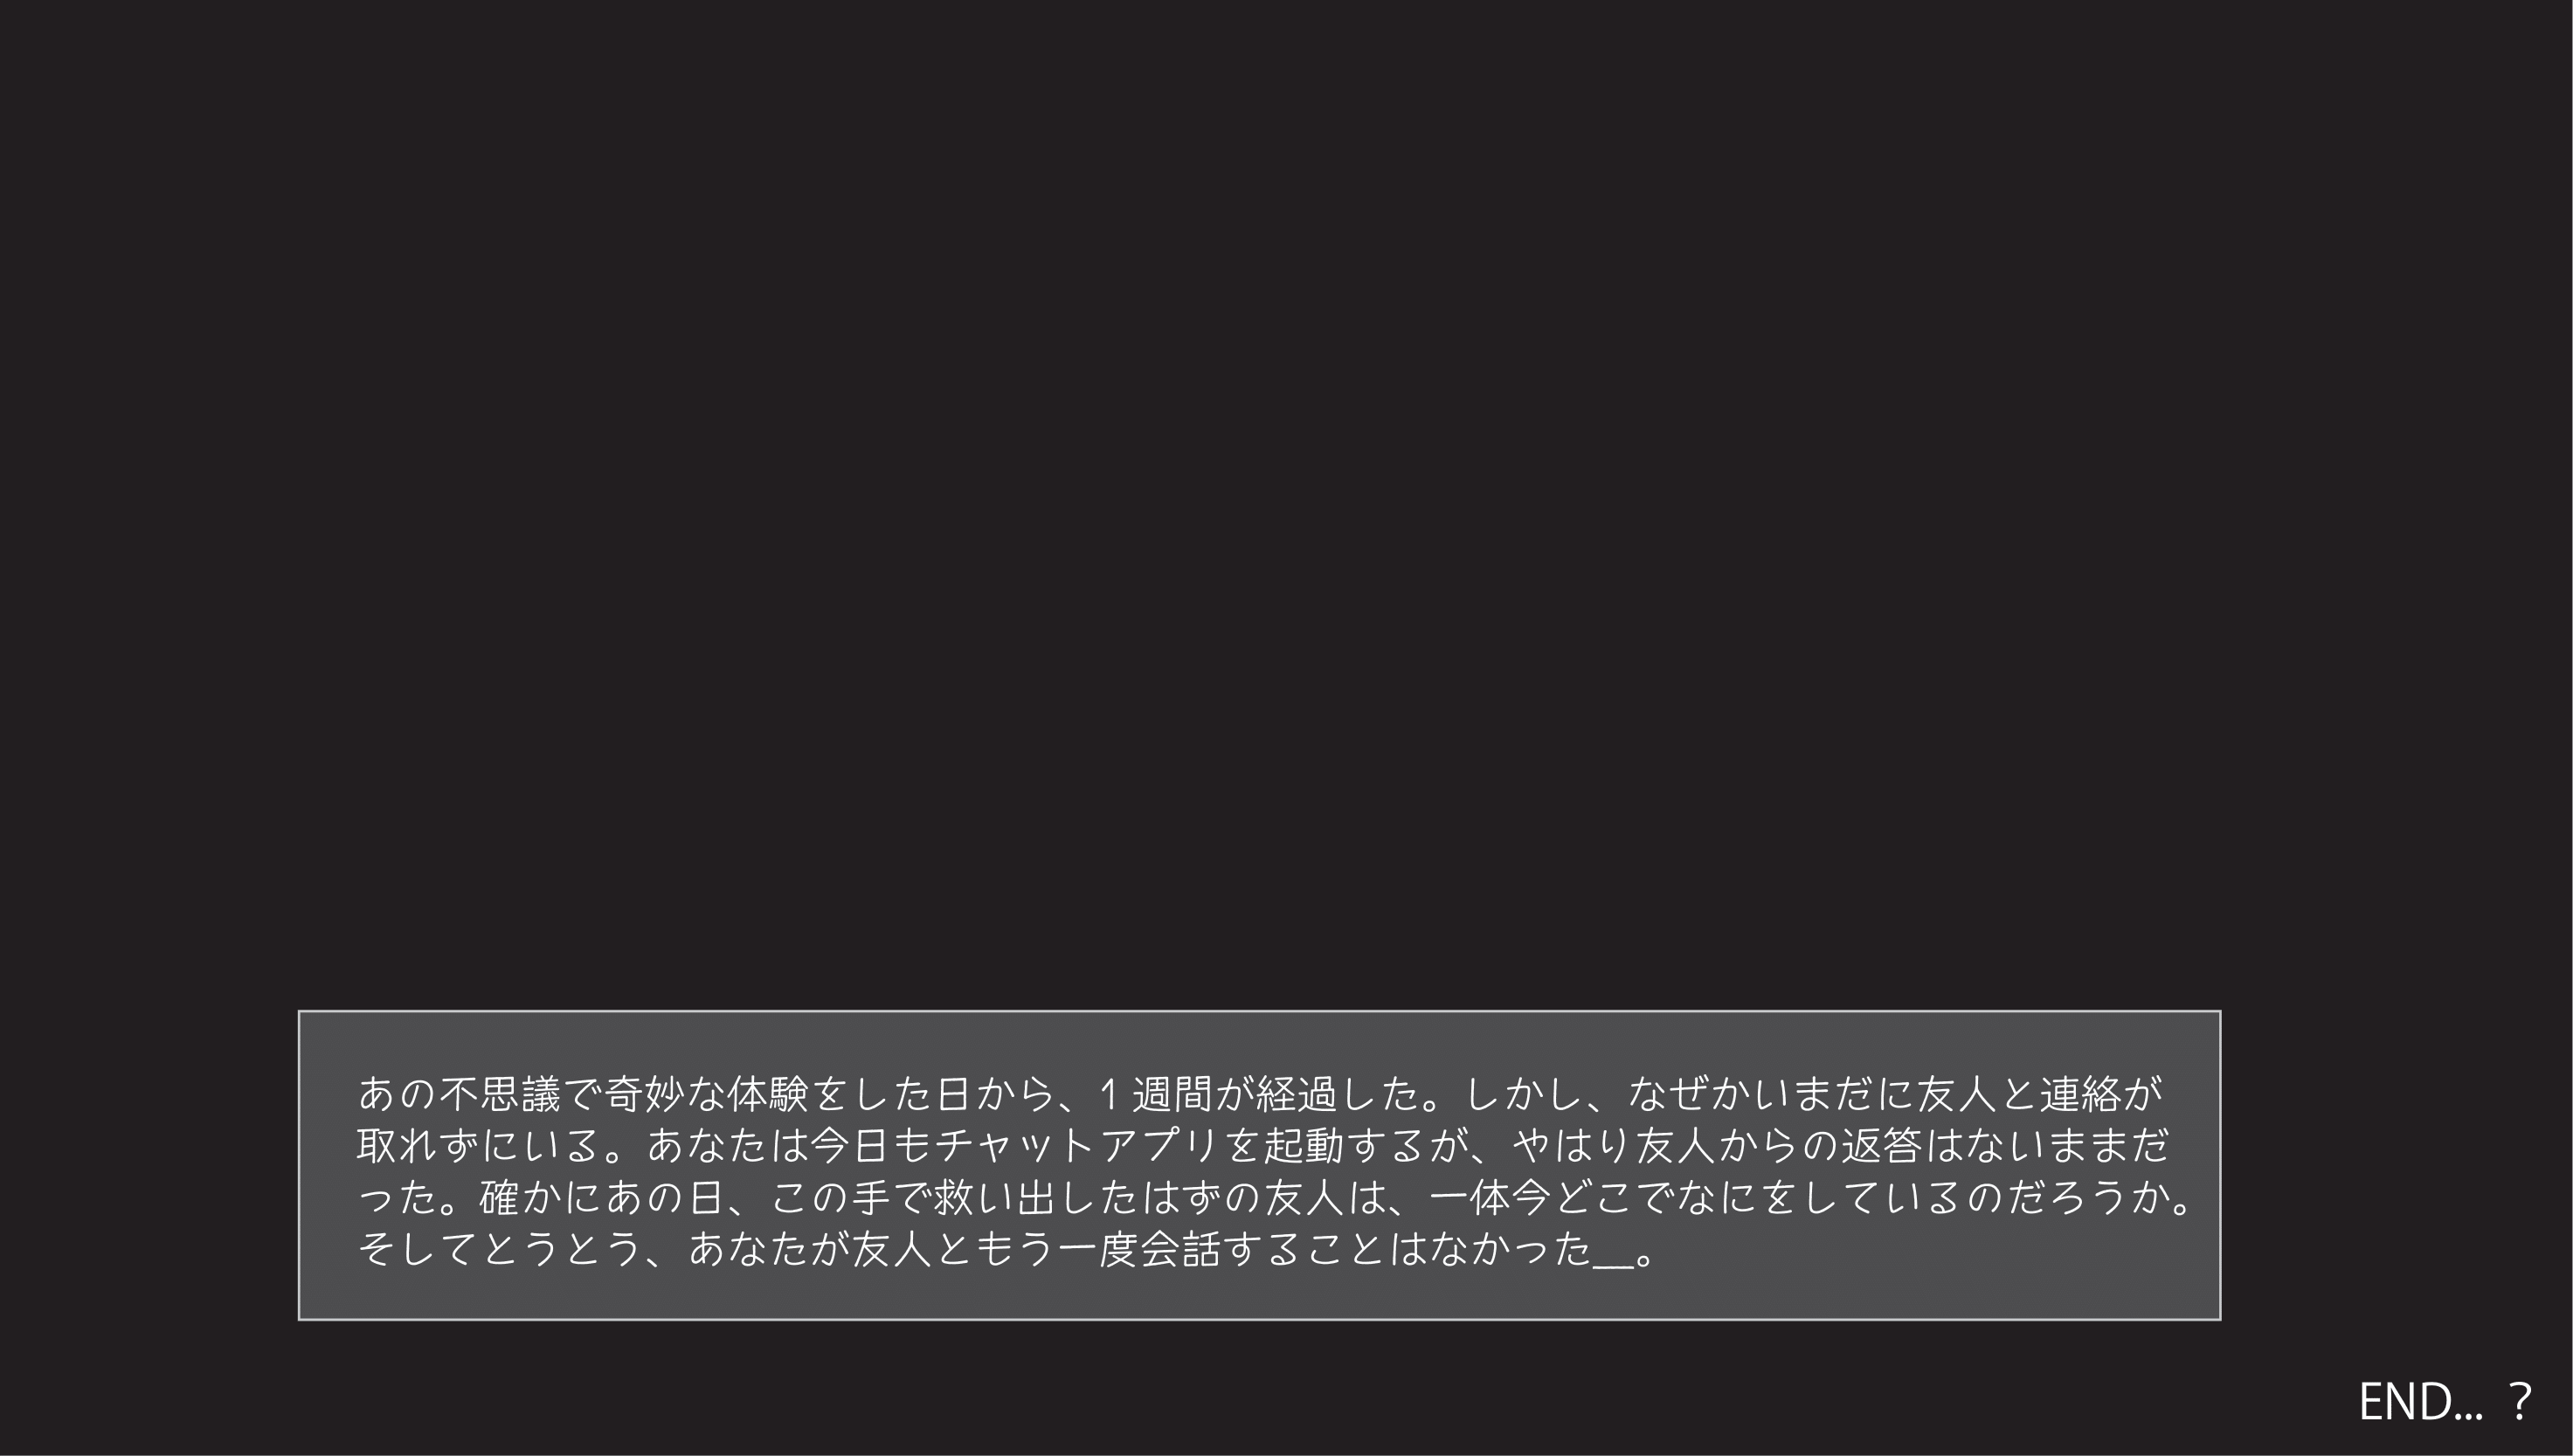 あの不思議で奇妙な体験をした日から、1週間が経過した。しかし、なぜかいまだに友人と連絡が
取れずにいる。あなたは今日もチャットアプリを起動するが、やはり友人からの返答はないままだ
った。確かにあの日、この手で救い出したはずの友人は、一体今どこでなにをしているのだろうか。
そしてとうとう、あなたが友人ともう一度会話することはなかった__。
END... ?